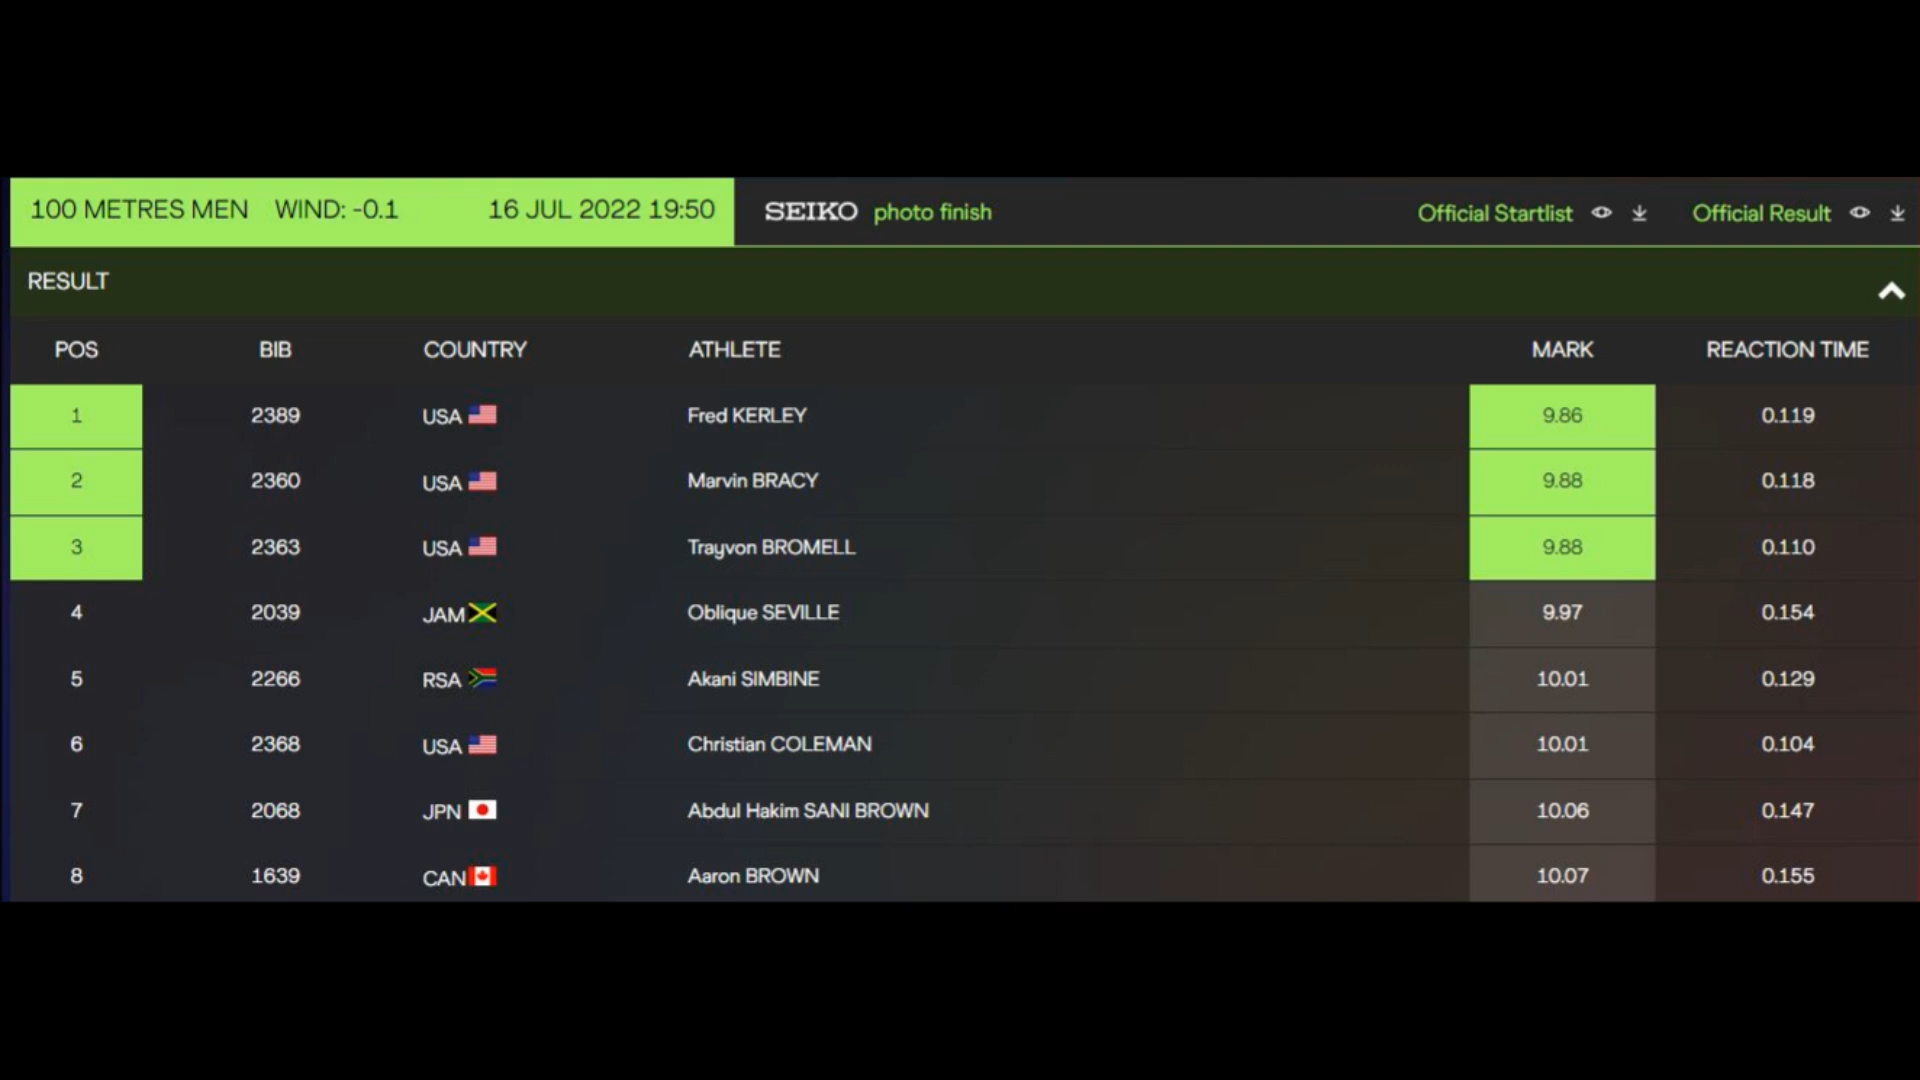 100 METRES MEN WIND: -0.1 16 JUL 2022 19:50 SEIKO photo finish Official Startlist Official Result
RESULT
POS BIB COUNTRY ATHLETE MARK REACTION TIME
1 2389 USA Fred KERLEY 9.86 0.119
2 2360 USA Marvin BRACY 9.88 0.118
3 2363 USA Trayvon BROMELL 9.88 0.110
4 2039 JAM Oblique SEVILLE 9.97 0.154
5 2266 RSA Akani SIMBINE 10.01 0.129
6 2368 USA Christian COLEMAN 10.01 0.104
7 2068 JPN Abdul Hakim SANI BROWN 10.06 0.147
8 1639 CAN Aaron BROWN 10.07 0.155